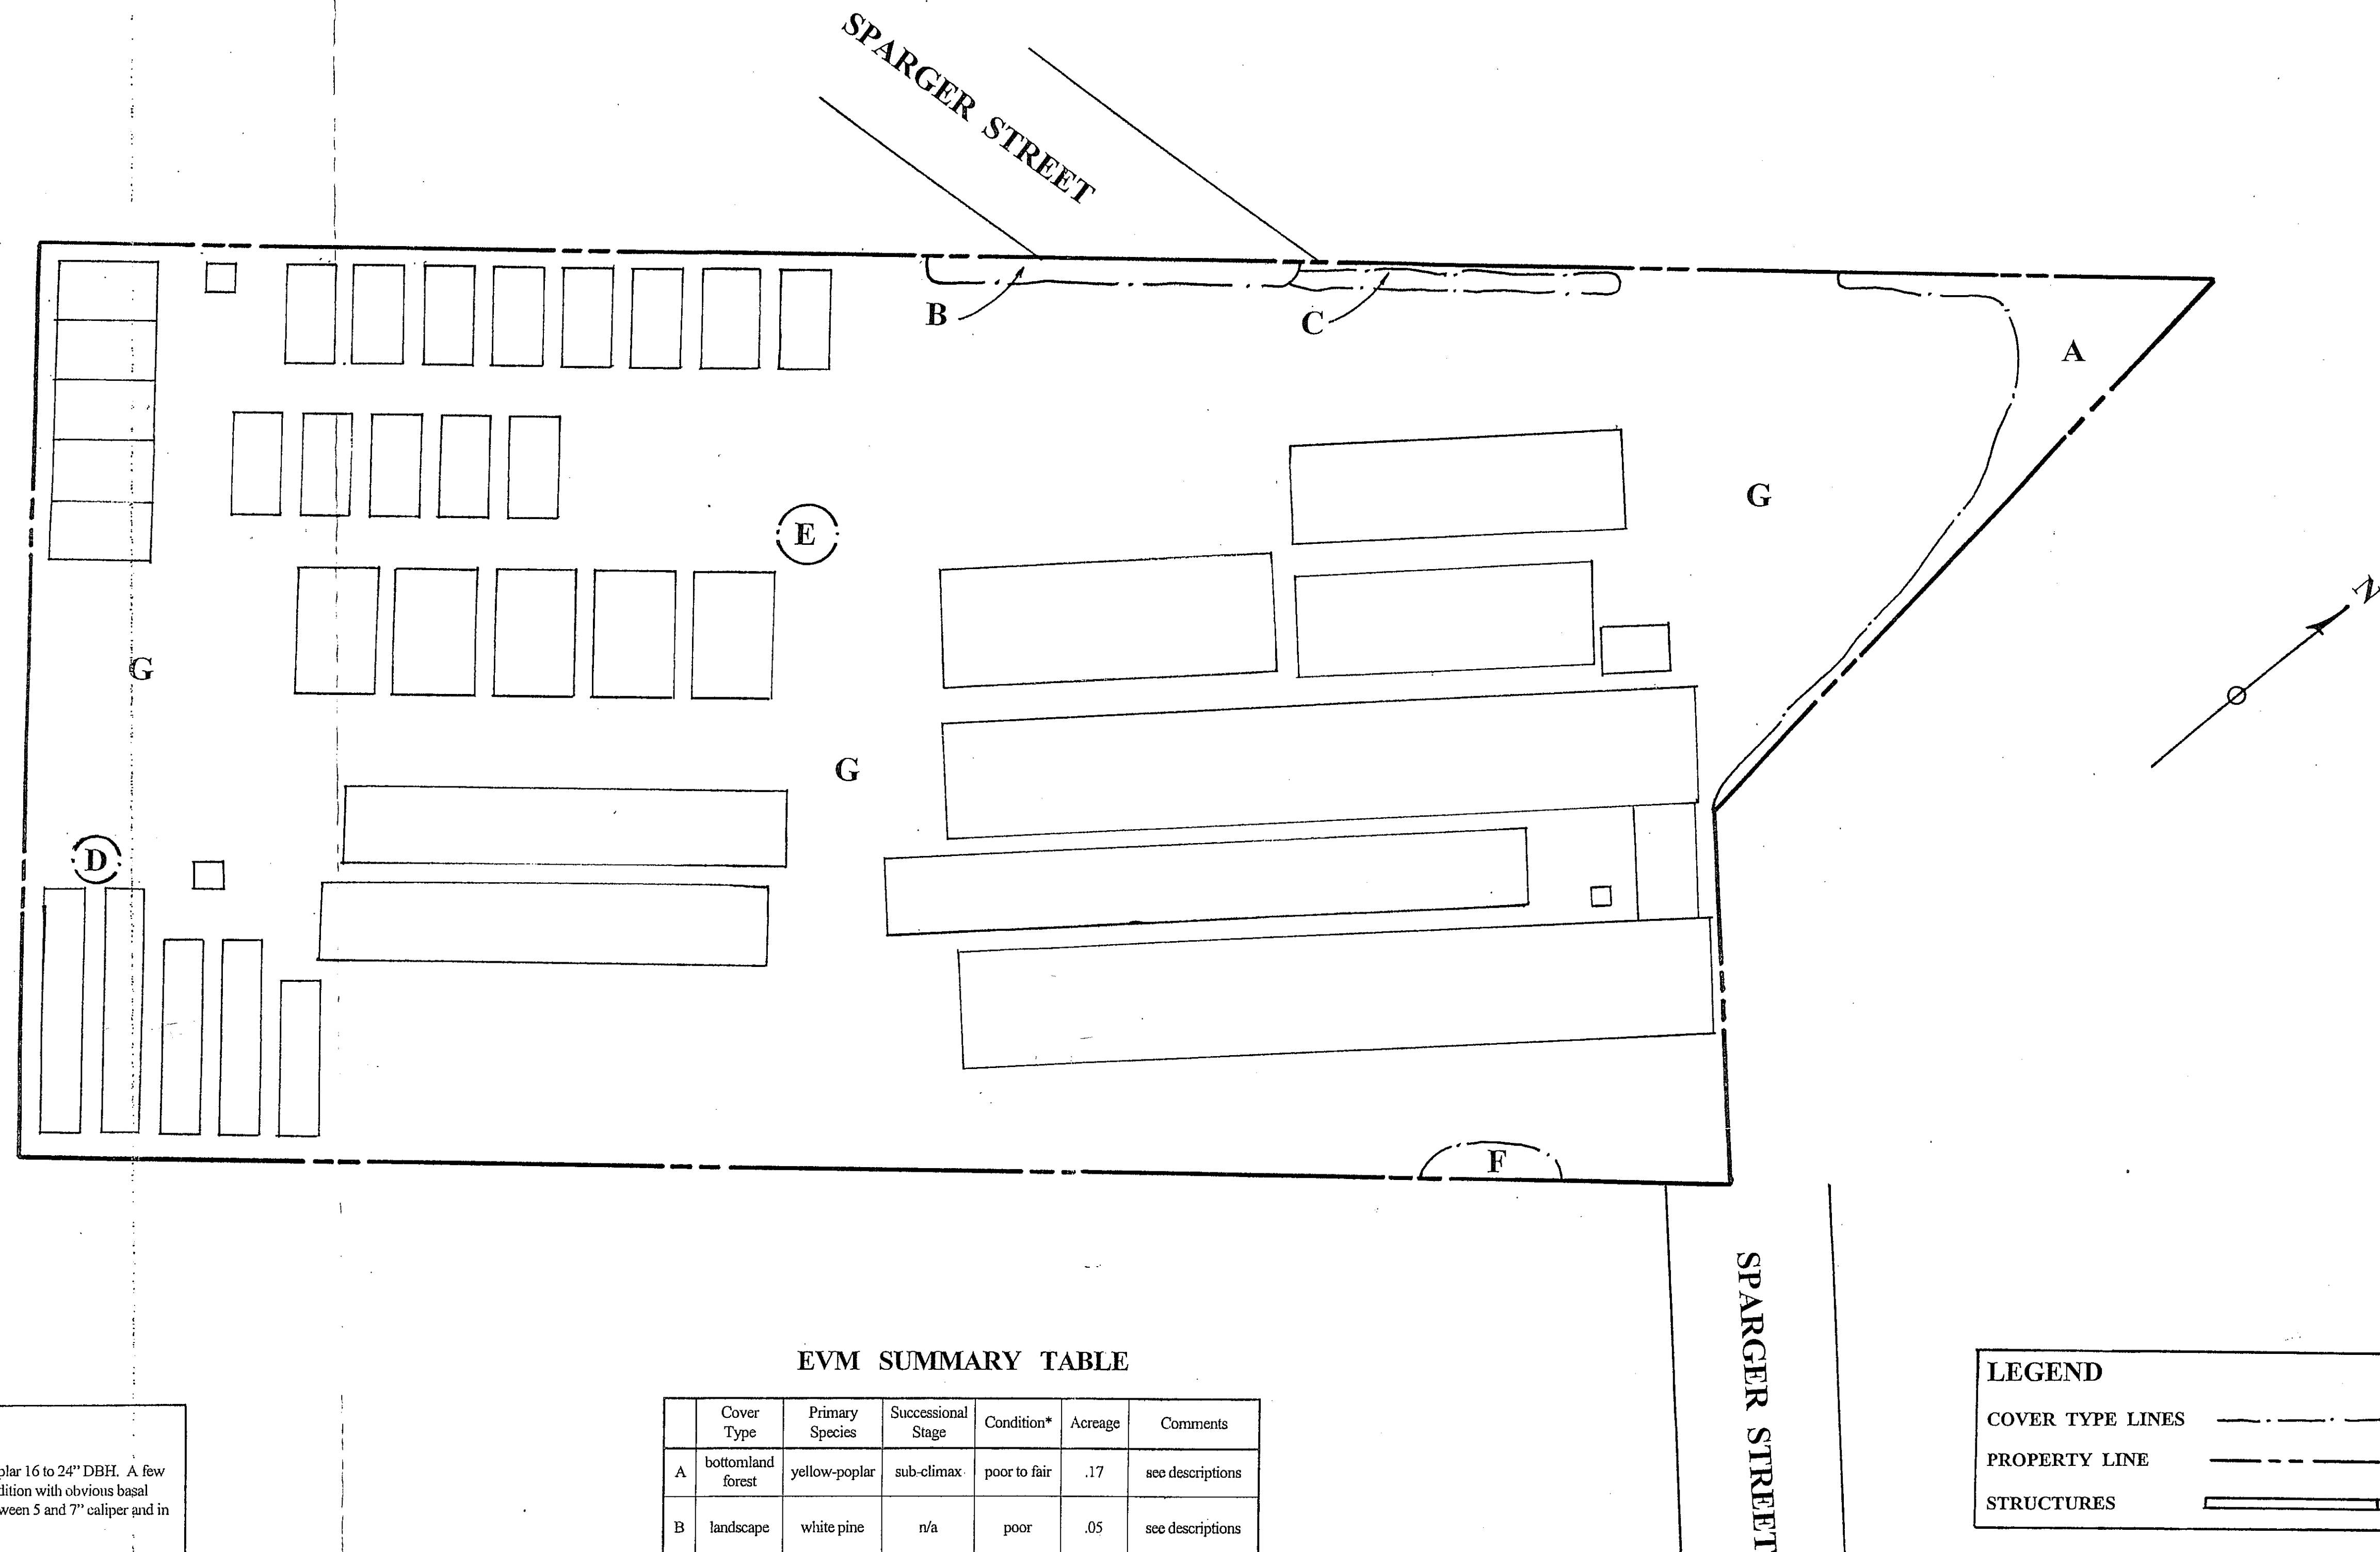 SPARGER STREET
B
C
A
G
E
N
G
G
D
F
SPARGER STREET
EVM SUMMARY TABLE
Cover Type Primary Species Successional Stage Condition* Acreage Comments
A bottomland forest yellow-poplar sub-climax poor to fair .17 see descriptions
B landscape white pine n/a poor .05 see descriptions
plar 16 to 24” DBH. A few
dition with obvious basal
ween 5 and 7” caliper and in
LEGEND
COVER TYPE LINES
PROPERTY LINE
STRUCTURES